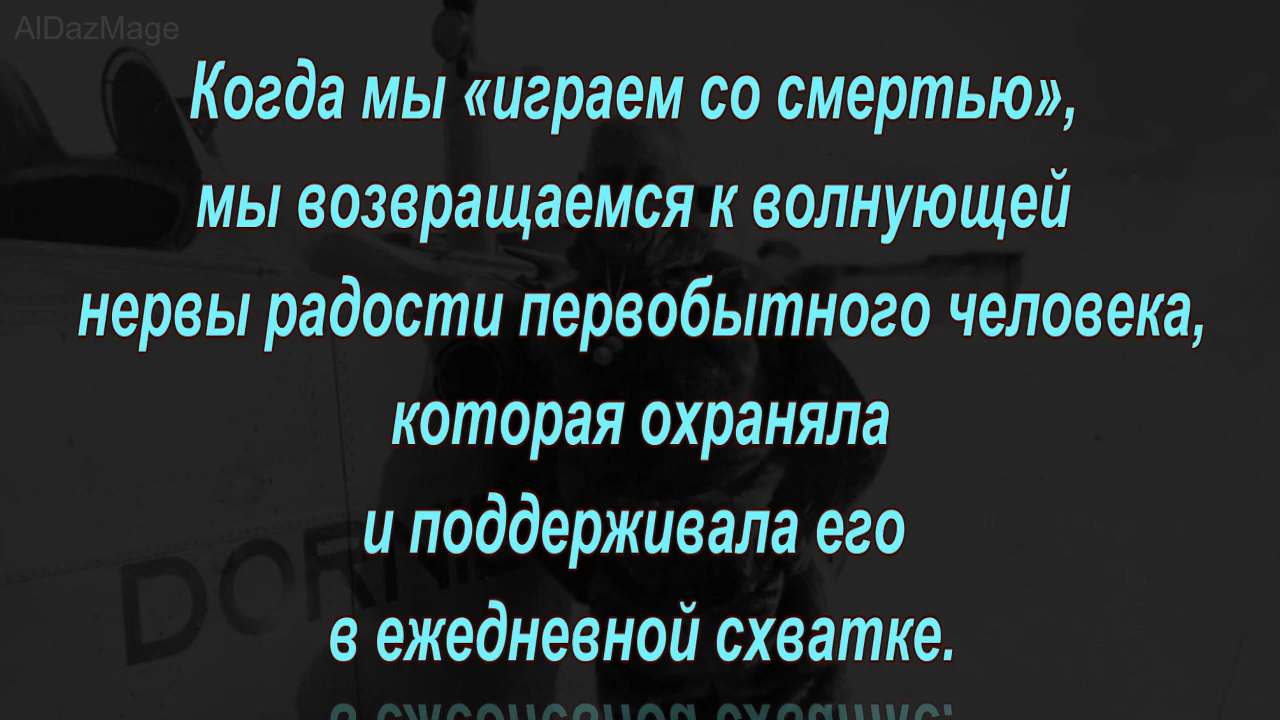 AlDazMage
Когда мы «играем со смертью»,
мы возвращаемся к волнующей
нервы радости первобытного человека,
которая охраняла
и поддерживала его
в ежедневной схватке.